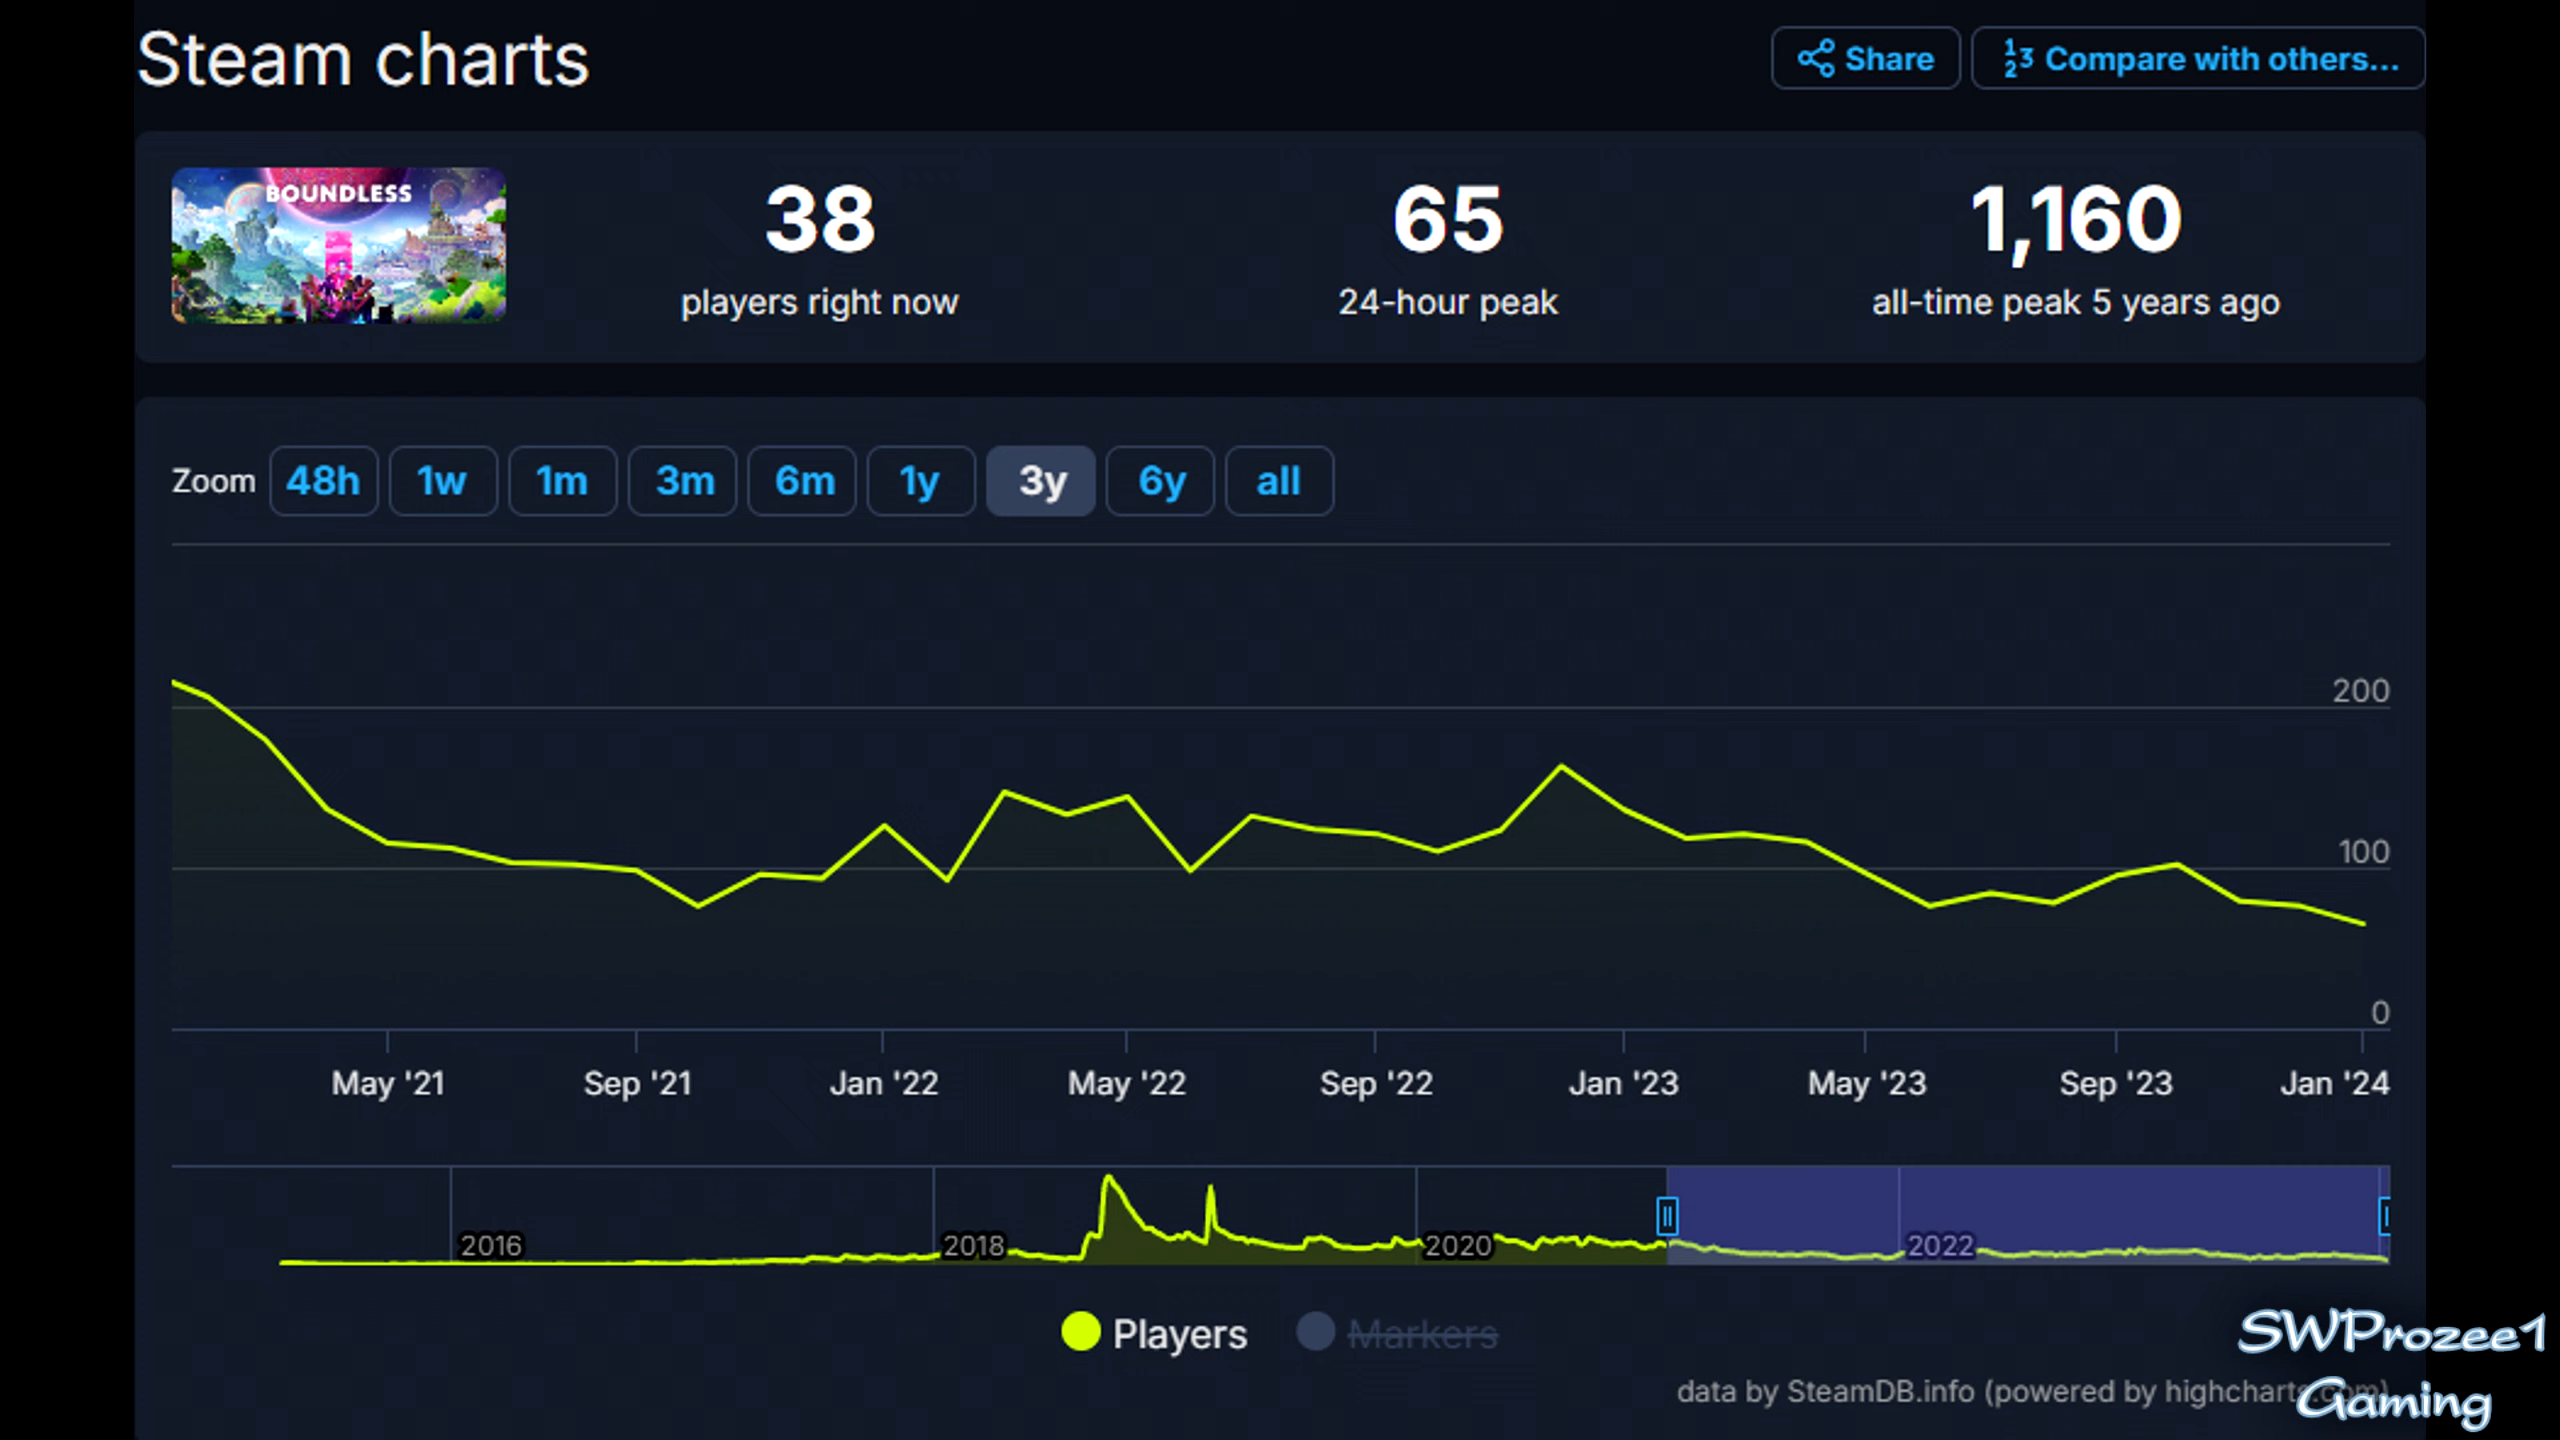 Steam charts
Share
1 2 3 Compare with others...
BOUNDLESS
38
players right now
65
24-hour peak
1,160
all-time peak 5 years ago
Zoom 48h 1w 1m 3m 6m 1y 3y 6y all
200
100
0
May '21 Sep '21 Jan '22 May '22 Sep '22 Jan '23 May '23 Sep '23 Jan '24
2016 2018 2020 2022
Players Markers
data by SteamDB.info (powered by highcharts.com)
SWProzee1
Gaming